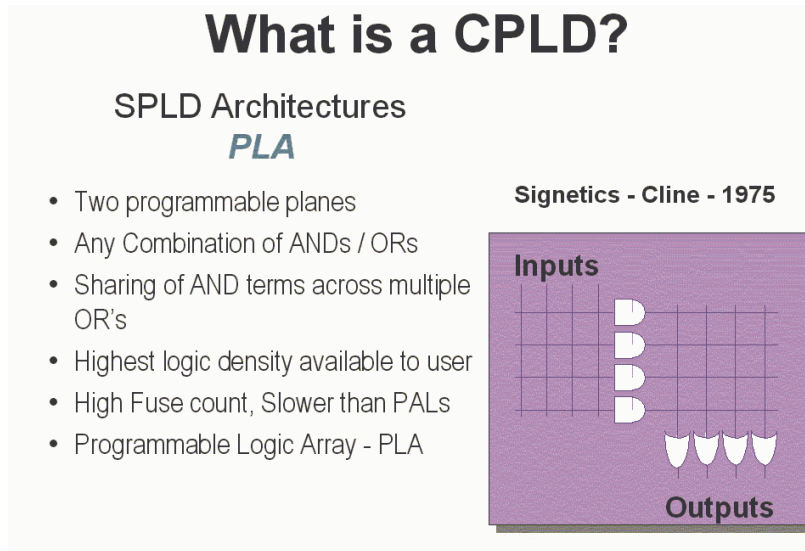 What is a CPLD?
SPLD Architectures
PLA
• Two programmable planes
• Any Combination of ANDs / ORs
• Sharing of AND terms across multiple
OR's
• Highest logic density available to user
• High Fuse count, Slower than PALs
• Programmable Logic Array - PLA
Signetics - Cline - 1975
Inputs
Outputs